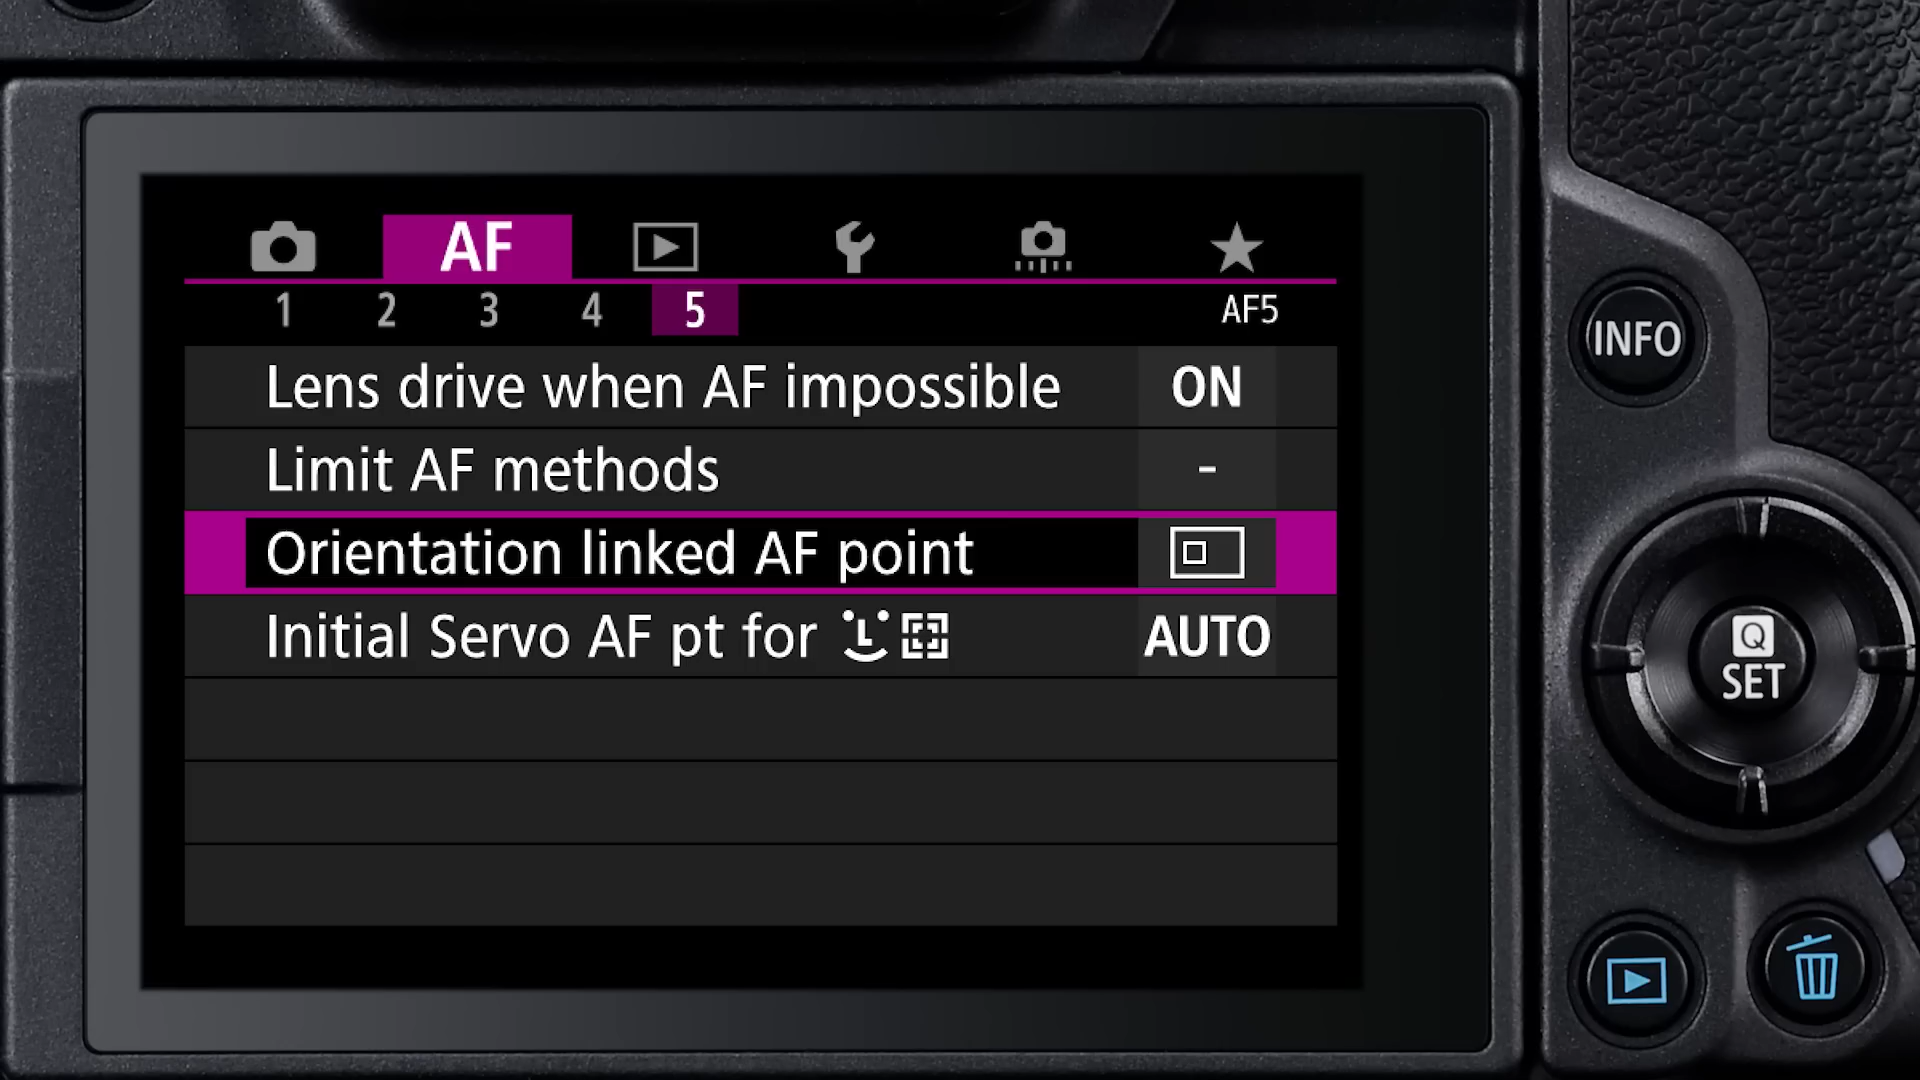 AF
1 2 3 4 5 AF5
Lens drive when AF impossible ON
Limit AF methods -
Orientation linked AF point
Initial Servo AF pt for AUTO
INFO
Q
SET